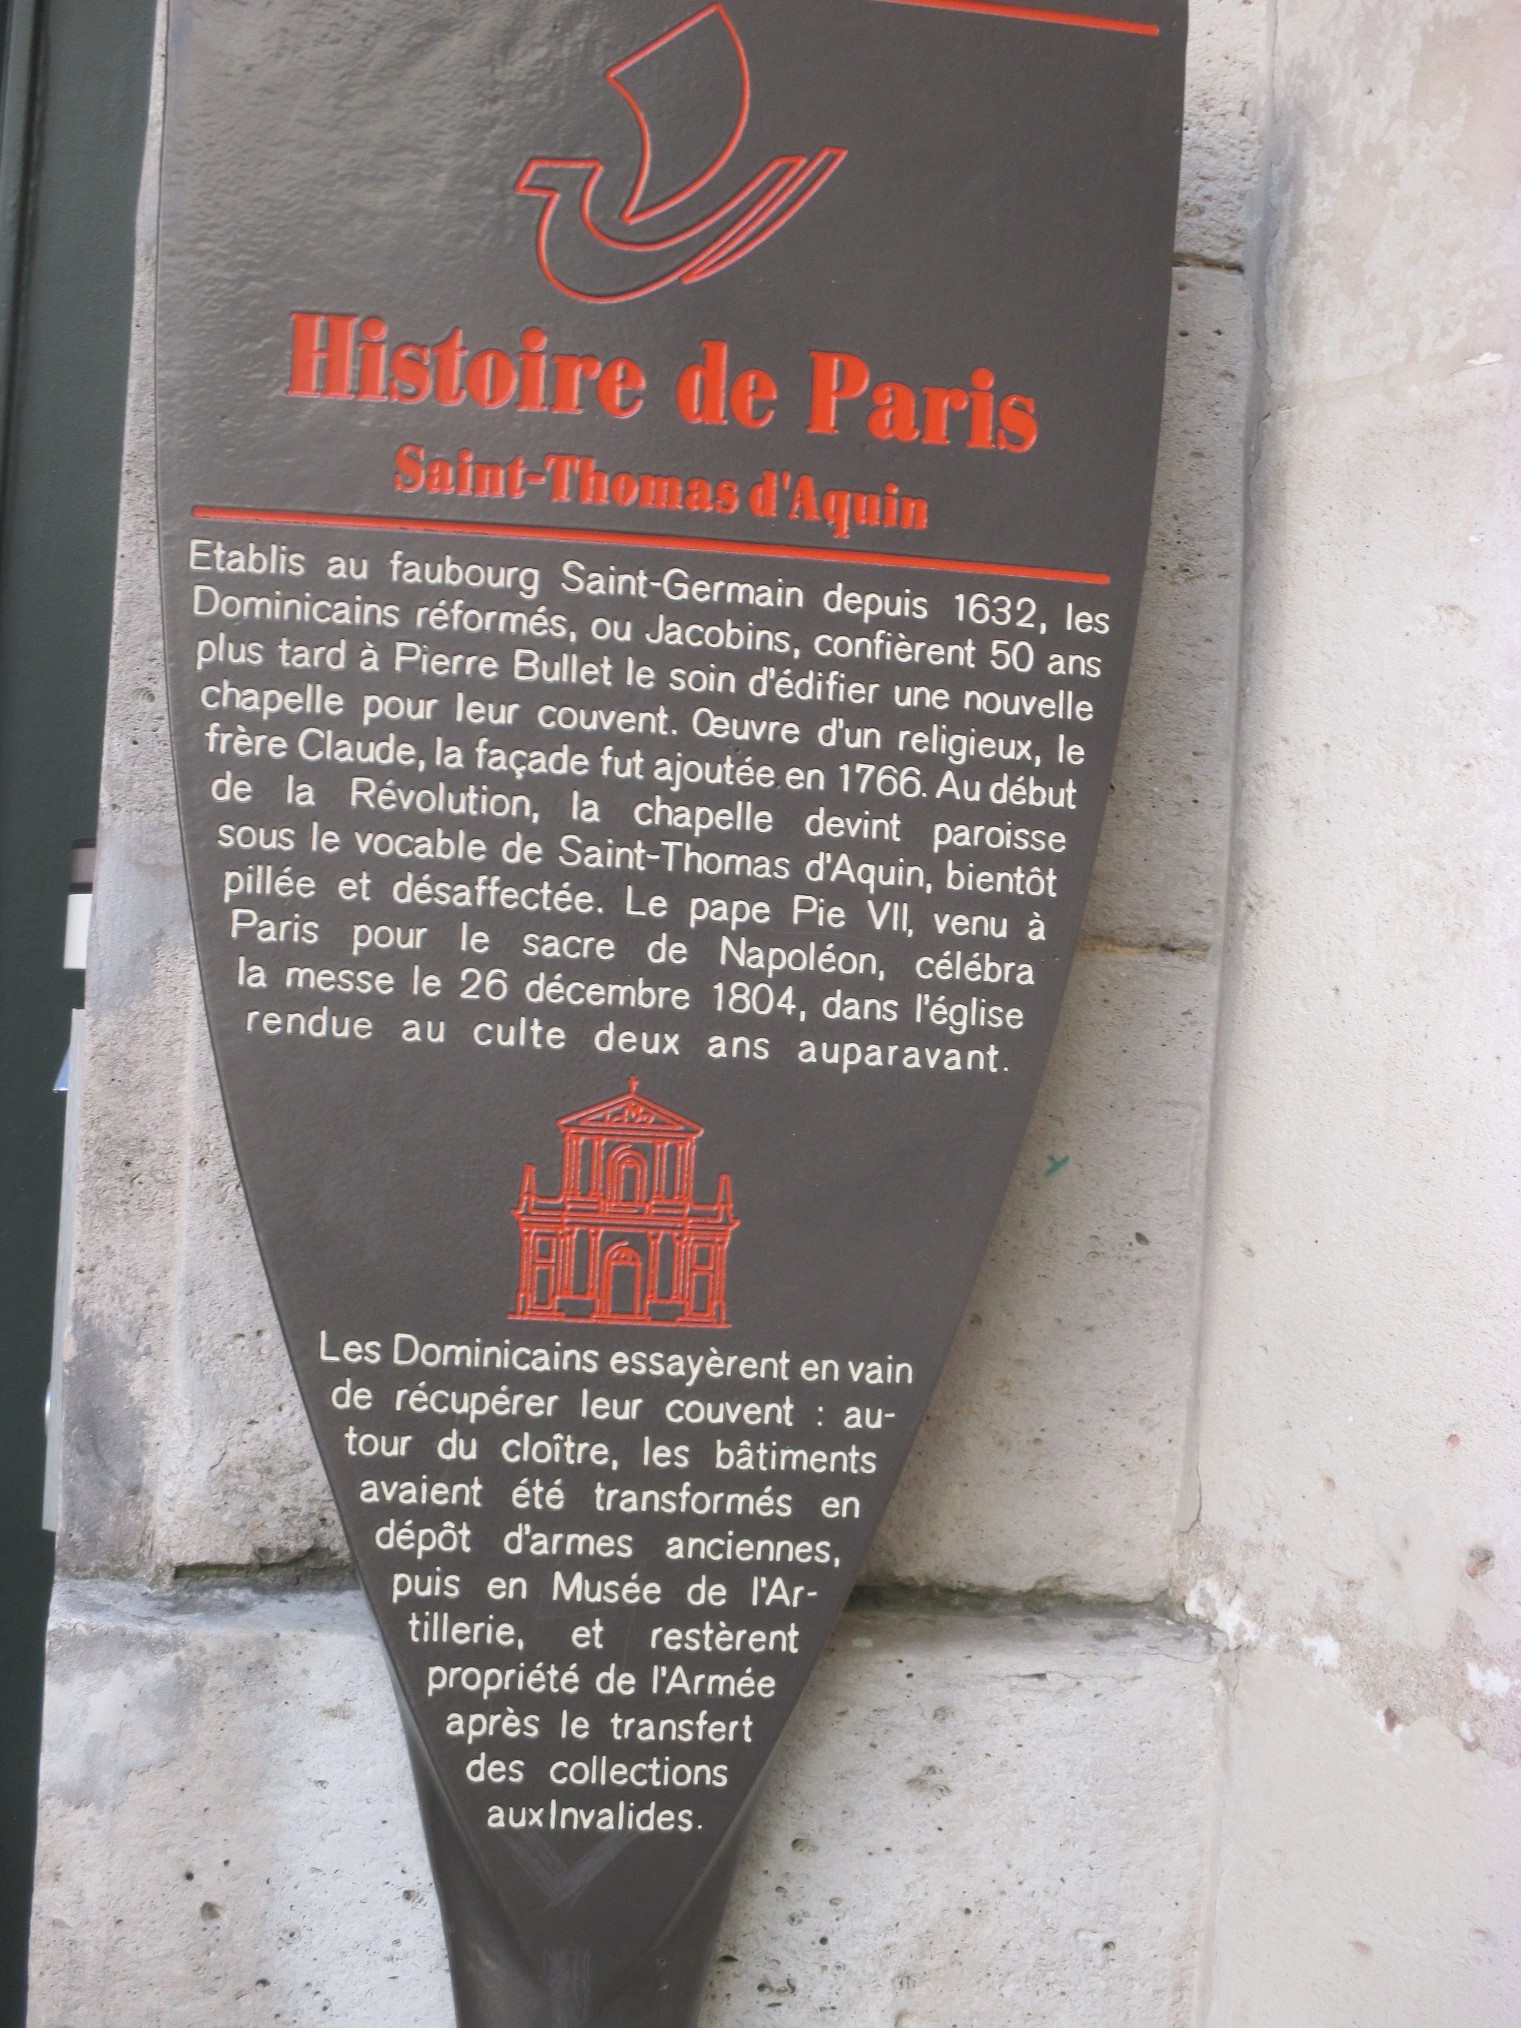 Histoire de Paris
Saint-Thomas d'Aquin
Etablis au faubourg Saint-Germain depuis 1632, les
Dominicains réformés, ou Jacobins, confièrent 50 ans
plus tard à Pierre Bullet le soin d'édifier une nouvelle
chapelle pour leur couvent. Œuvre d'un religieux, le
frère Claude, la façade fut ajoutée en 1766. Au début
de la Révolution, la chapelle devint paroisse
sous le vocable de Saint-Thomas d'Aquin, bientôt
pillée et désaffectée. Le pape Pie VII, venu à
Paris pour le sacre de Napoléon, célébra
la messe le 26 décembre 1804, dans l'église
rendue au culte deux ans auparavant.
Les Dominicains essayèrent en vain
de récupérer leur couvent : au-
tour du cloître, les bâtiments
avaient été transformés en
dépôt d'armes anciennes,
puis en Musée de l'Ar-
tillerie, et restèrent
propriété de l'Armée
après le transfert
des collections
aux Invalides.